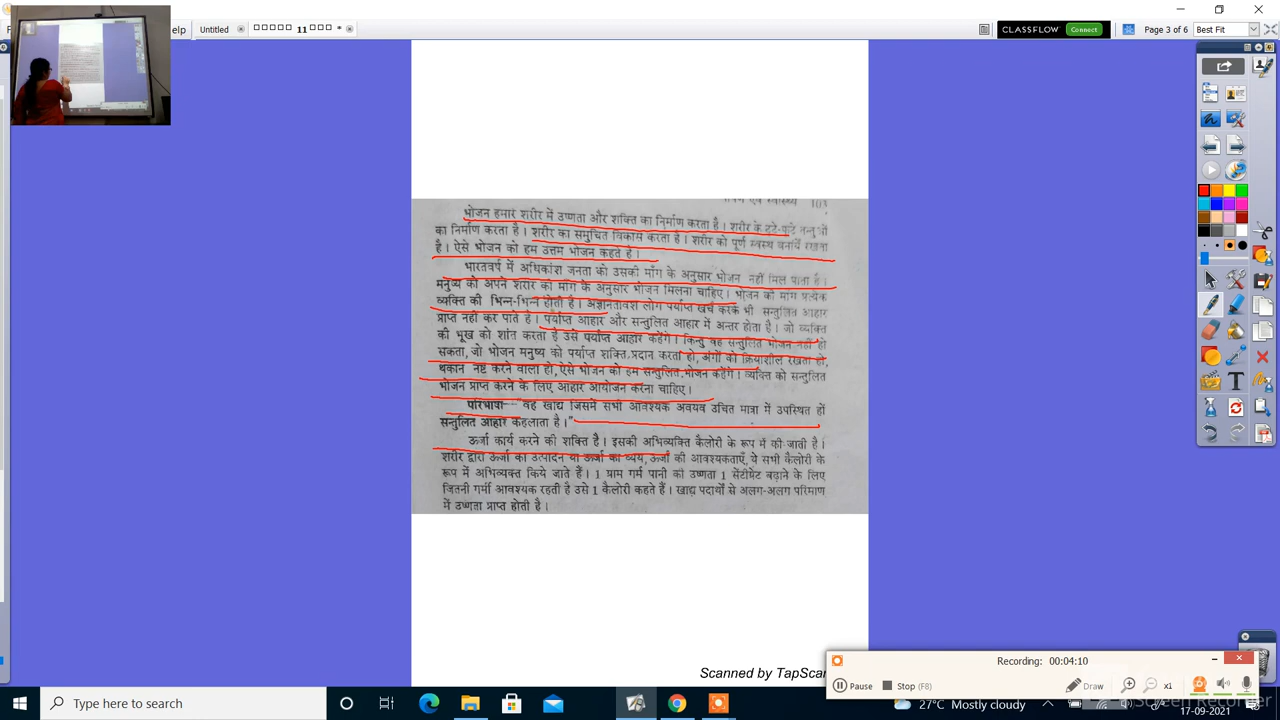 elp
Untitled
11
*
CLASSFLOW
Connect
Page 3 of 6
Best Fit
पोषण एवं स्वास्थ्य 103
भोजन हमारे शरीर में उष्णता और शक्ति का निर्माण करता है। शरीर के टूटे-फूटे तन्तुओं
का निर्माण करता है। शरीर का समुचित विकास करता है। शरीर को पूर्ण स्वस्थ बनाये रखता
है। ऐसे भोजन को हम उत्तम भोजन कहते है।
भारतवर्ष में अधिकांश जनता को उसकी माँग के अनुसार भोजन नहीं मिल पाता है।
मनुष्य को अपने शरीर की माँग के अनुसार भोजन मिलना चाहिए। भोजन की माँग प्रत्येक
व्यक्ति की भिन्न-भिन्न होती है। अज्ञानतावश लोग पर्याप्त खर्च करके भी सन्तुलित आहार
प्राप्त नहीं कर पाते है। पर्याप्त आहार और सन्तुलित आहार में अन्तर होता है। जो व्यक्ति
की भूख को शांत करता है उसे पर्याप्त आहार कहेंगे। किन्तु वह सन्तुलित भोजन नहीं हो
सकता, जो भोजन मनुष्य को पर्याप्त शक्ति प्रदान करता हो, अंगों को क्रियाशील रखता हो,
थकान नष्ट करने वाला हो, ऐसे भोजन को हम सन्तुलित भोजन कहेंगे। व्यक्ति को सन्तुलित
भोजन प्राप्त करने के लिए आहार आयोजन करना चाहिए।
परिभाषा— "वह खाद्य जिसमें सभी आवश्यक अवयव उचित मात्रा में उपस्थित हों
सन्तुलित आहार कहलाता है।"
ऊर्जा कार्य करने की शक्ति है। इसकी अभिव्यक्ति कैलोरी के रूप में की जाती है।
शरीर द्वारा ऊर्जा का उत्पादन या ऊर्जा का व्यय, ऊर्जा की आवश्यकताएँ, ये सभी कैलोरी के
रूप में अभिव्यक्त किये जाते हैं। 1 ग्राम गर्म पानी की उष्णता 1 सेंटीग्रेट बढ़ाने के लिए
जितनी गर्मी आवश्यक रहती है उसे 1 कैलोरी कहते हैं। खाद्य पदार्थों से अलग-अलग परिमाण
में उष्णता प्राप्त होती है।
Scanned by TapScan
Recording: 00:04:10
Pause
Stop (F8)
Draw
x1
Screen Recorder
Type here to search
27°C Mostly cloudy
17-09-2021